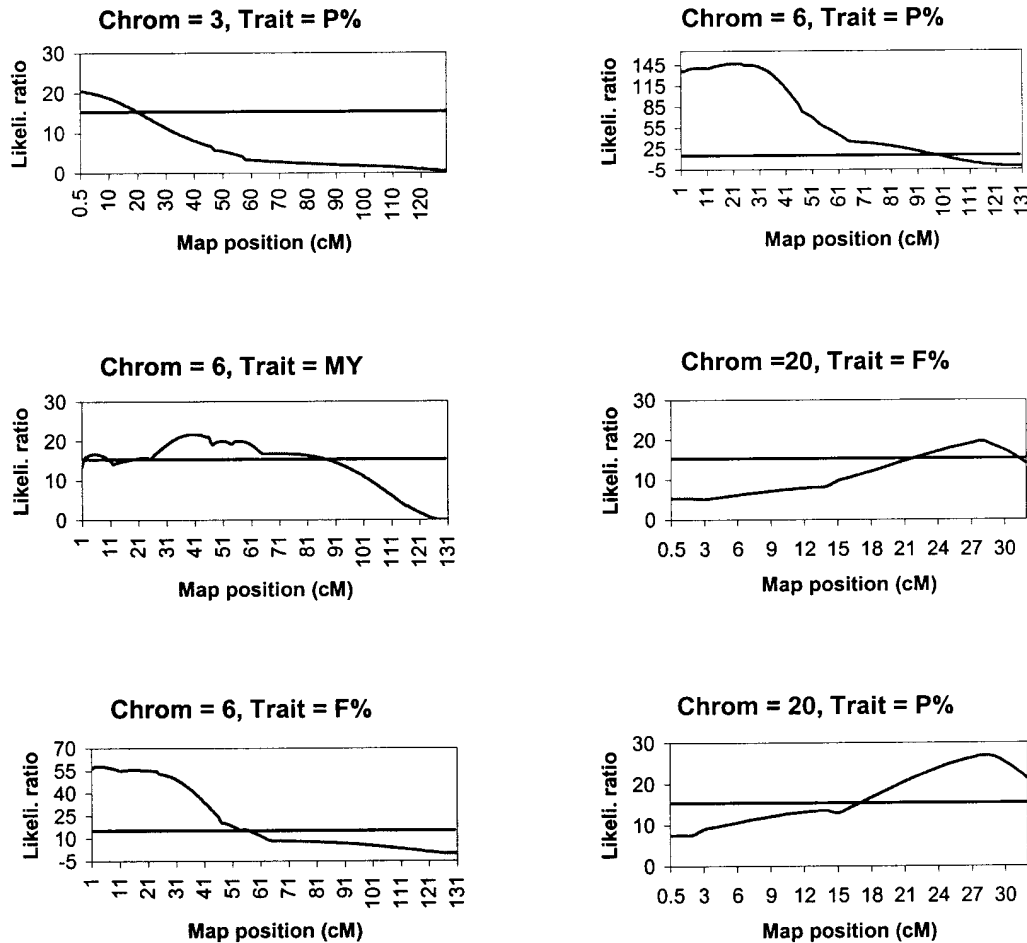 Chrom = 3, Trait = P%
Likeli. ratio
30
20
10
0
0.5 10 20 30 40 50 60 70 80 90 100 110 120
Map position (cM)
Chrom = 6, Trait = P%
Likeli. ratio
145
115
85
55
25
-5
1 11 21 31 41 51 61 71 81 91 101 111 121 131
Map position (cM)
Chrom = 6, Trait = MY
Likeli. ratio
30
20
10
0
1 11 21 31 41 51 61 71 81 91 101 111 121 131
Map position (cM)
Chrom =20, Trait = F%
Likeli. ratio
30
20
10
0
0.5 3 6 9 12 15 18 21 24 27 30
Map position (cM)
Chrom = 6, Trait = F%
Likeli. ratio
70
55
40
25
10
-5
1 11 21 31 41 51 61 71 81 91 101 111 121 131
Map position (cM)
Chrom = 20, Trait = P%
Likeli. ratio
30
20
10
0
0.5 3 6 9 12 15 18 21 24 27 30
Map position (cM)